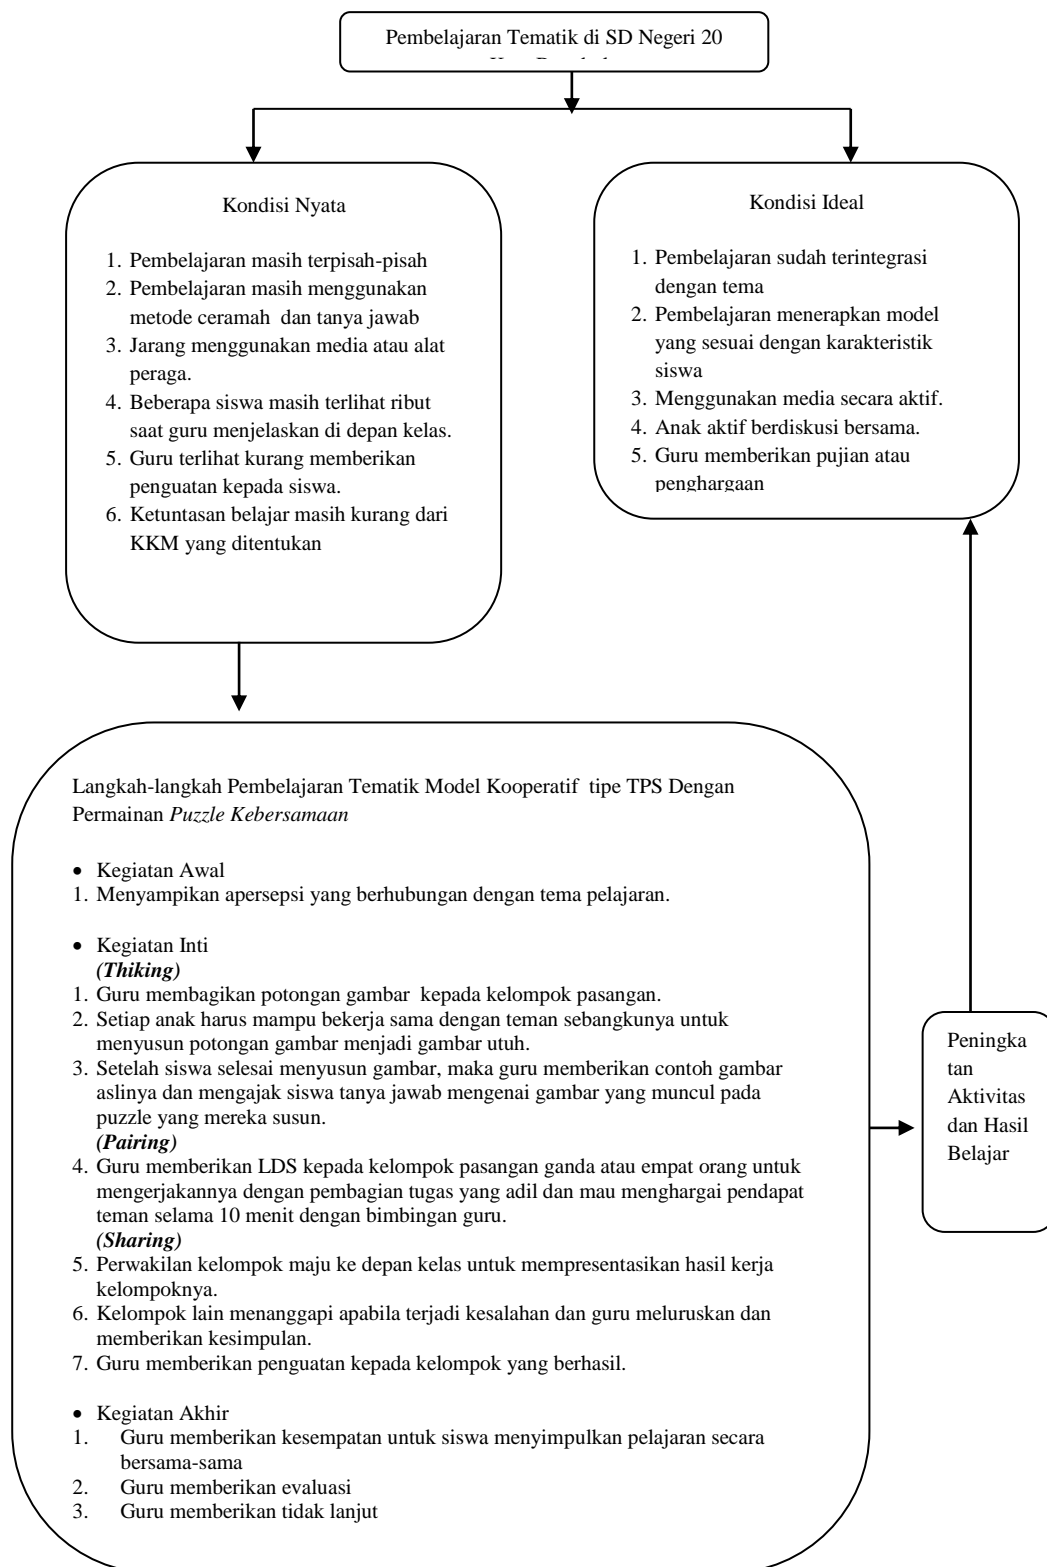 Pembelajaran Tematik di SD Negeri 20
Kondisi Nyata
1. Pembelajaran masih terpisah-pisah
2. Pembelajaran masih menggunakan
metode ceramah dan tanya jawab
3. Jarang menggunakan media atau alat
peraga.
4. Beberapa siswa masih terlihat ribut
saat guru menjelaskan di depan kelas.
5. Guru terlihat kurang memberikan
penguatan kepada siswa.
6. Ketuntasan belajar masih kurang dari
KKM yang ditentukan
Kondisi Ideal
1. Pembelajaran sudah terintegrasi
dengan tema
2. Pembelajaran menerapkan model
yang sesuai dengan karakteristik
siswa
3. Menggunakan media secara aktif.
4. Anak aktif berdiskusi bersama.
5. Guru memberikan pujian atau
penghargaan
Langkah-langkah Pembelajaran Tematik Model Kooperatif tipe TPS Dengan
Permainan Puzzle Kebersamaan
• Kegiatan Awal
1. Menyampikan apersepsi yang berhubungan dengan tema pelajaran.
• Kegiatan Inti
(Thiking)
1. Guru membagikan potongan gambar kepada kelompok pasangan.
2. Setiap anak harus mampu bekerja sama dengan teman sebangkunya untuk
menyusun potongan gambar menjadi gambar utuh.
3. Setelah siswa selesai menyusun gambar, maka guru memberikan contoh gambar
aslinya dan mengajak siswa tanya jawab mengenai gambar yang muncul pada
puzzle yang mereka susun.
(Pairing)
4. Guru memberikan LDS kepada kelompok pasangan ganda atau empat orang untuk
mengerjakannya dengan pembagian tugas yang adil dan mau menghargai pendapat
teman selama 10 menit dengan bimbingan guru.
(Sharing)
5. Perwakilan kelompok maju ke depan kelas untuk mempresentasikan hasil kerja
kelompoknya.
6. Kelompok lain menanggapi apabila terjadi kesalahan dan guru meluruskan dan
memberikan kesimpulan.
7. Guru memberikan penguatan kepada kelompok yang berhasil.
• Kegiatan Akhir
1. Guru memberikan kesempatan untuk siswa menyimpulkan pelajaran secara
bersama-sama
2. Guru memberikan evaluasi
3. Guru memberikan tidak lanjut
Peningka
tan
Aktivitas
dan Hasil
Belajar